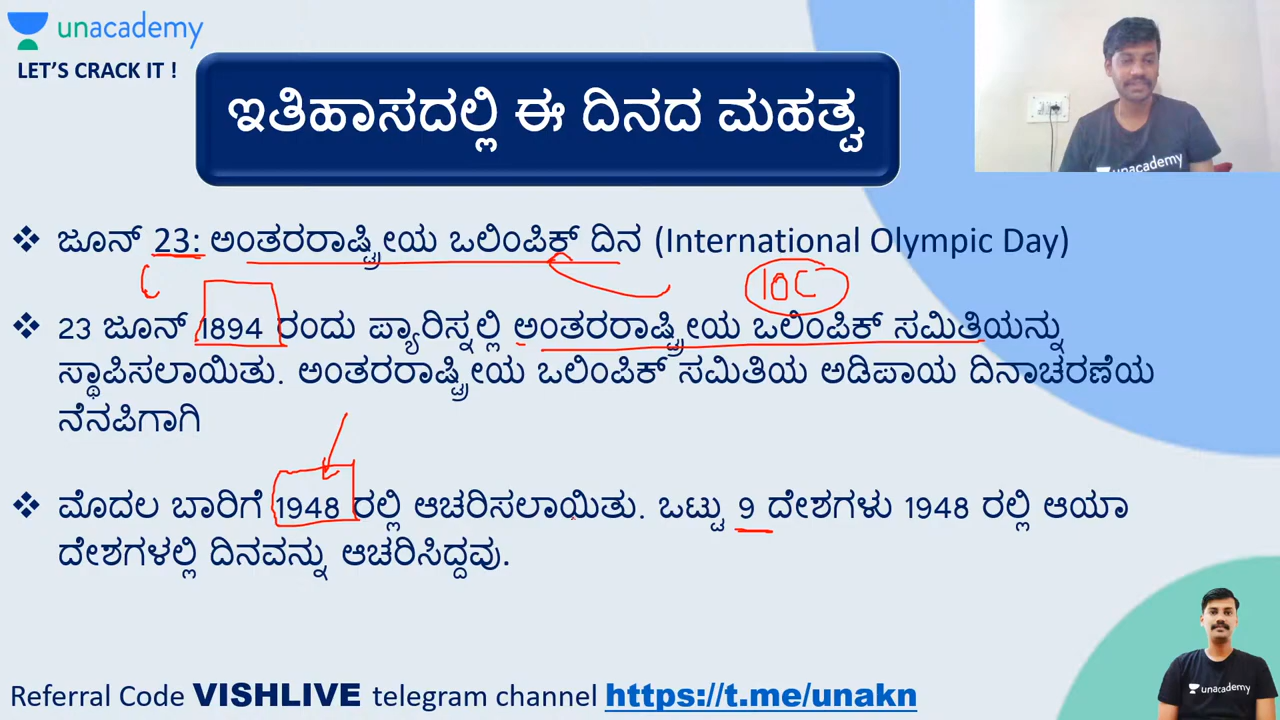 unacademy
LET'S CRACK IT !
ಇತಿಹಾಸದಲ್ಲಿ ಈ ದಿನದ ಮಹತ್ವ
unacademy
❖ ಜೂನ್ 23: ಅಂತರರಾಷ್ಟ್ರೀಯ ಒಲಿಂಪಿಕ್ ದಿನ (International Olympic Day)
IOC
❖ 23 ಜೂನ್ 1894 ರಂದು ಪ್ಯಾರಿಸ್ನಲ್ಲಿ ಅಂತರರಾಷ್ಟ್ರೀಯ ಒಲಿಂಪಿಕ್ ಸಮಿತಿಯನ್ನು
ಸ್ಥಾಪಿಸಲಾಯಿತು. ಅಂತರರಾಷ್ಟ್ರೀಯ ಒಲಿಂಪಿಕ್ ಸಮಿತಿಯ ಅಡಿಪಾಯ ದಿನಾಚರಣೆಯ
ನೆನಪಿಗಾಗಿ
❖ ಮೊದಲ ಬಾರಿಗೆ 1948 ರಲ್ಲಿ ಆಚರಿಸಲಾಯಿತು. ಒಟ್ಟು 9 ದೇಶಗಳು 1948 ರಲ್ಲಿ ಆಯಾ
ದೇಶಗಳಲ್ಲಿ ದಿನವನ್ನು ಆಚರಿಸಿದ್ದವು.
unacademy
Referral Code VISHLIVE telegram channel https://t.me/unakn